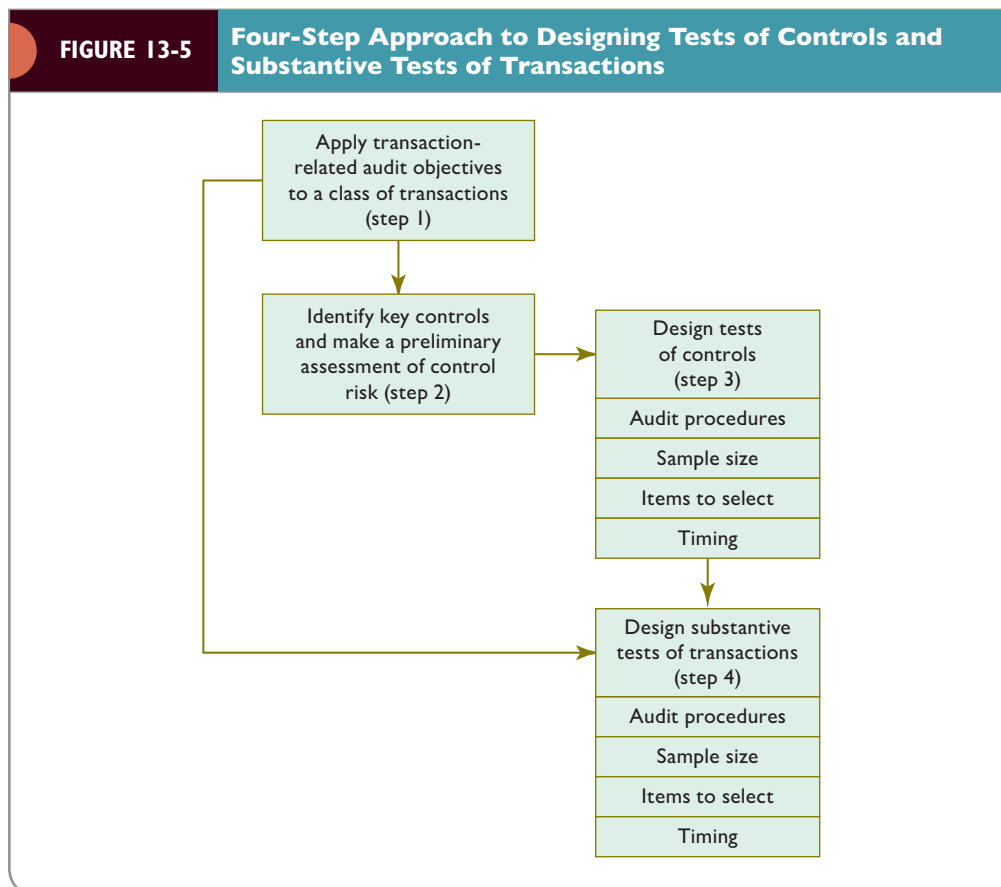 FIGURE 13-5
Four-Step Approach to Designing Tests of Controls and
Substantive Tests of Transactions
Apply transaction-
related audit objectives
to a class of transactions
(step 1)
Identify key controls
and make a preliminary
assessment of control
risk (step 2)
Design tests
of controls
(step 3)
Audit procedures
Sample size
Items to select
Timing
Design substantive
tests of transactions
(step 4)
Audit procedures
Sample size
Items to select
Timing